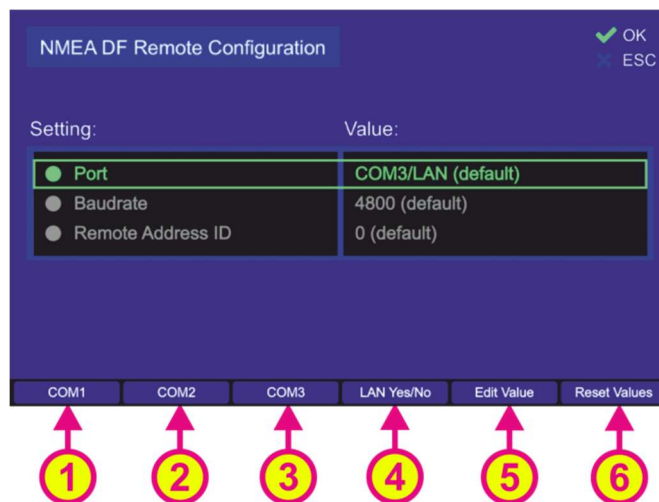 NMEA DF Remote Configuration
OK
ESC
Setting: Value:
Port COM3/LAN (default)
Baudrate 4800 (default)
Remote Address ID 0 (default)
COM1 COM2 COM3 LAN Yes/No Edit Value Reset Values
1 2 3 4 5 6